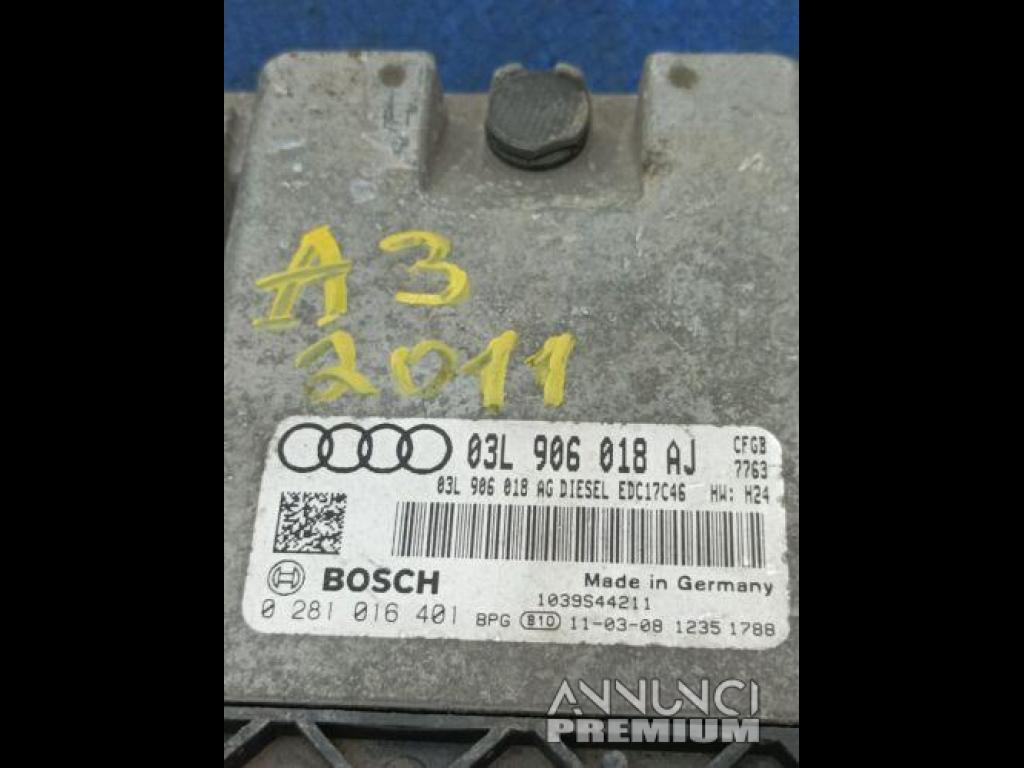 A3
2011
03L 906 018 AJ CFGB
7763
03L 906 018 AG DIESEL EDC17C46 HW: H24
BOSCH Made in Germany
1039S44211
0 281 016 401 BPG B10 11-03-08 1235 1788
ANNUNCI
PREMIUM